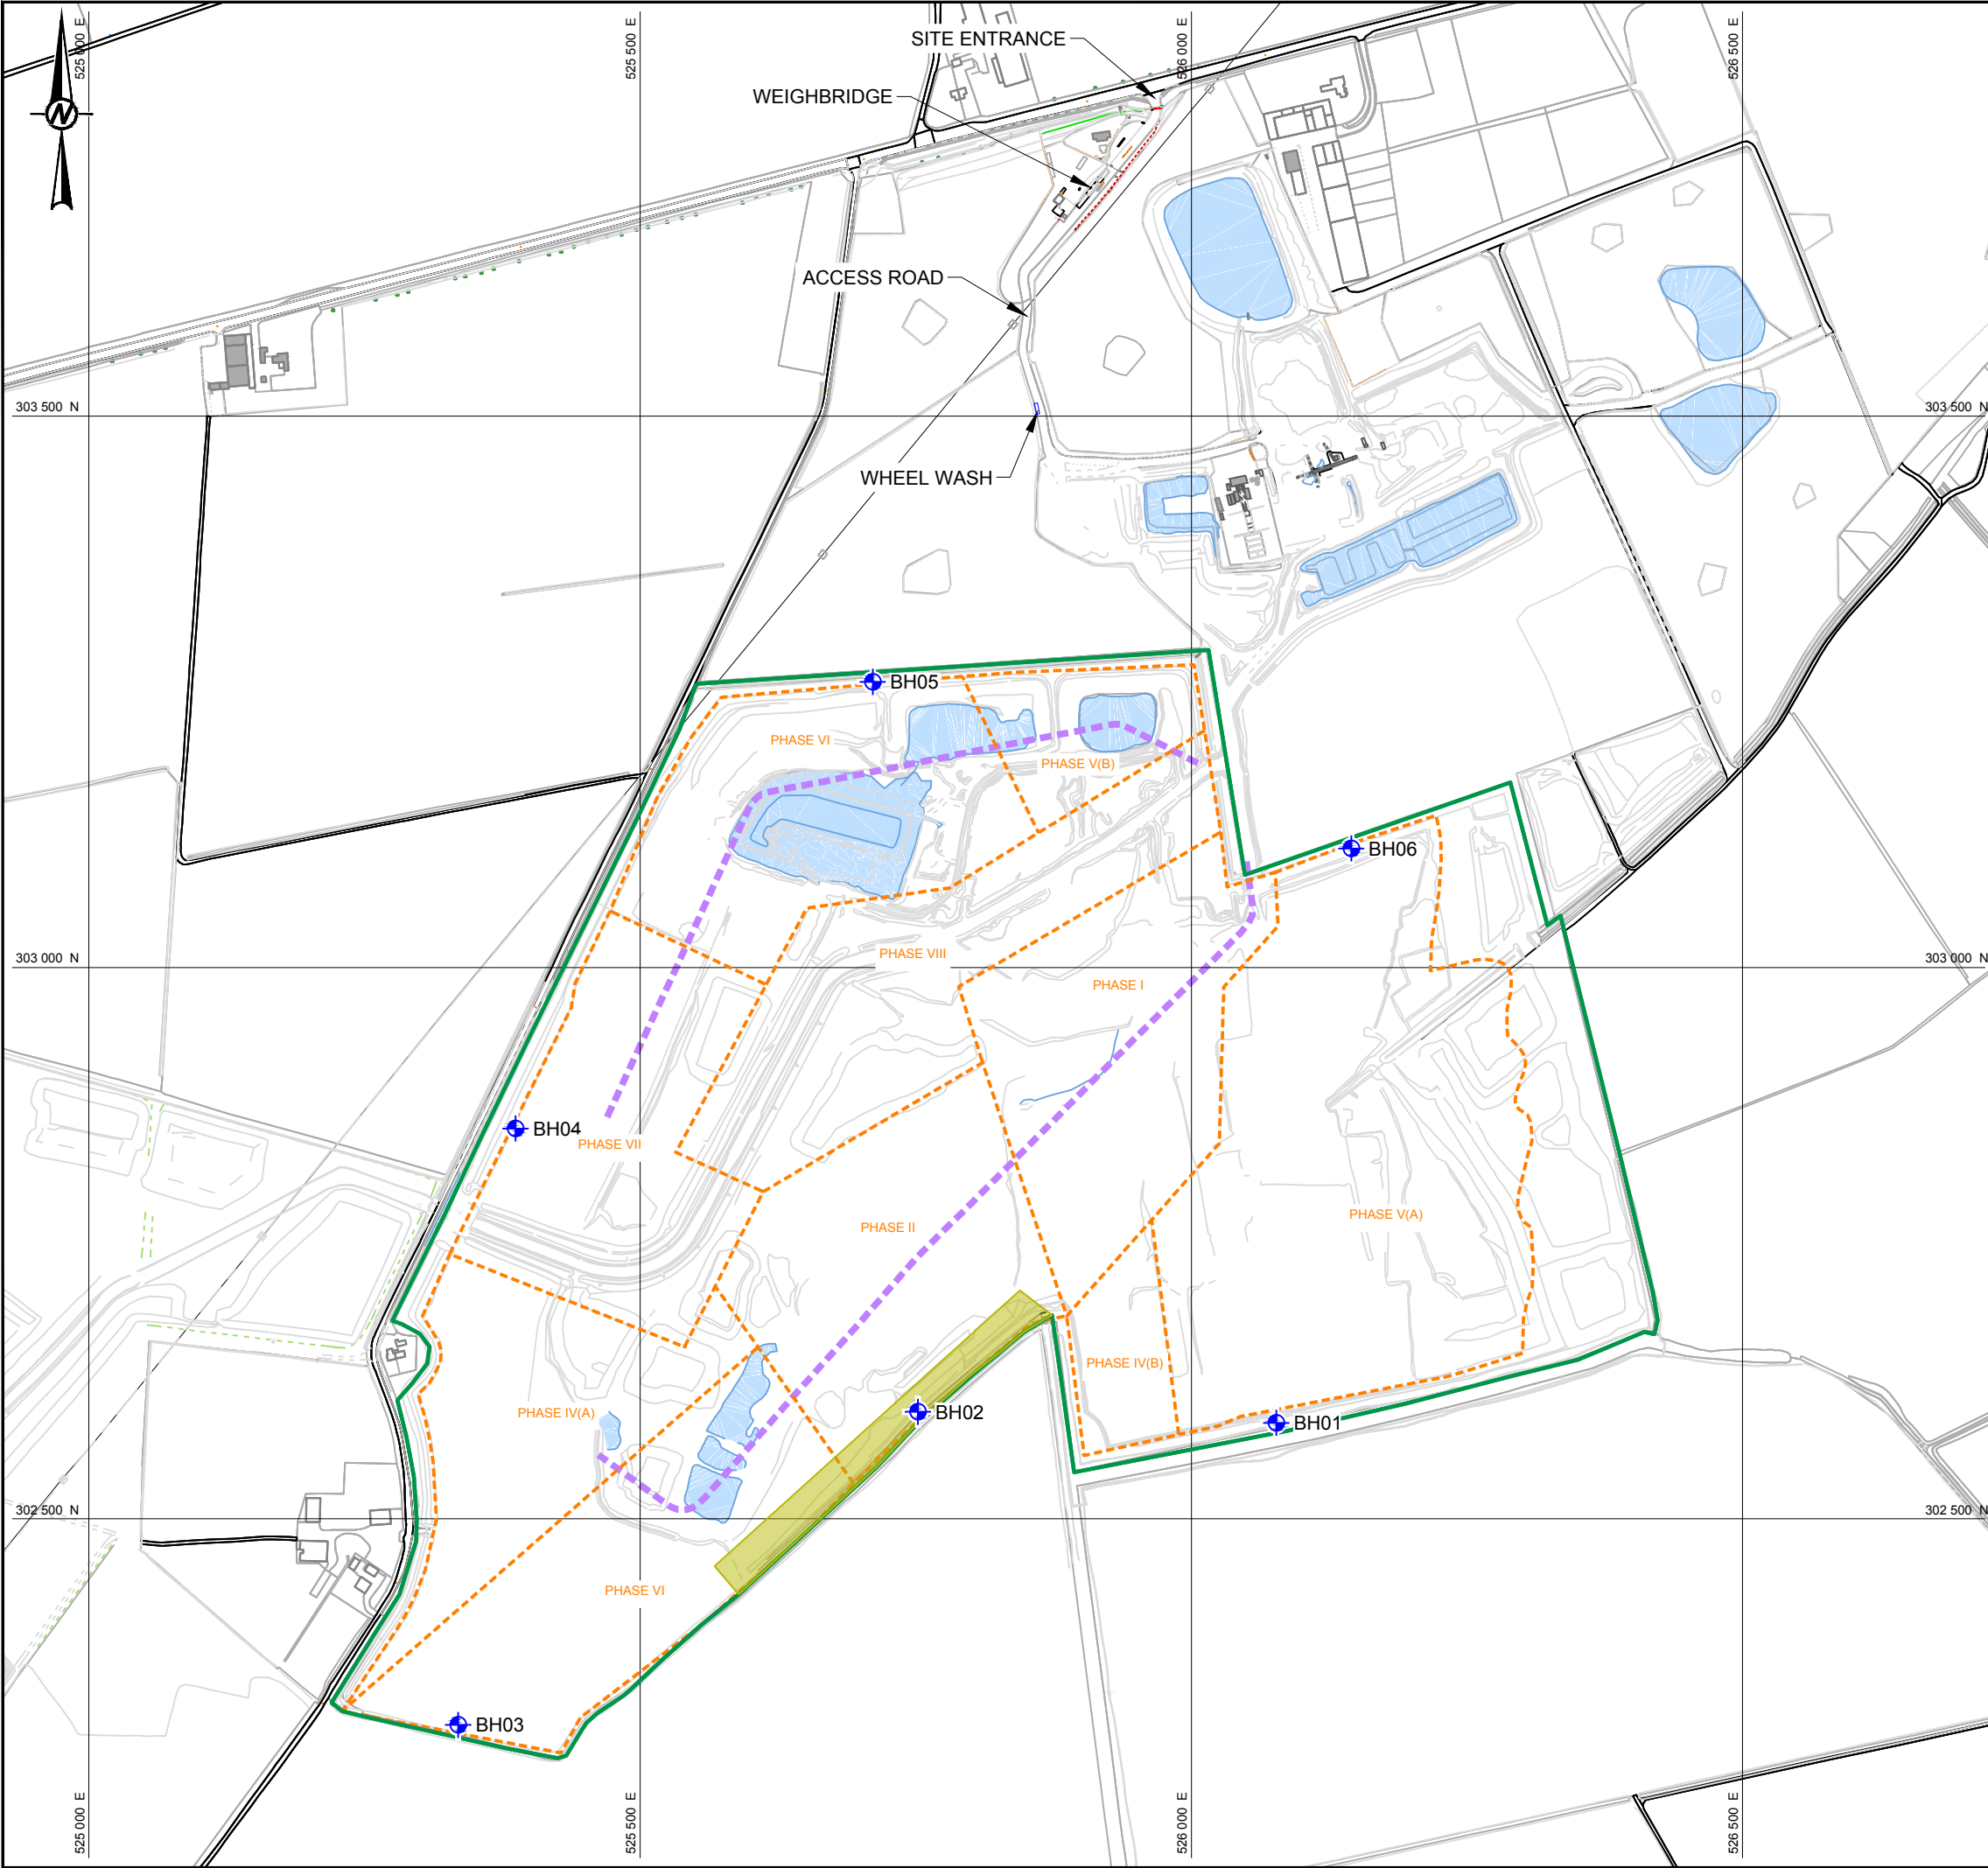 525 000 E
525 500 E
526 000 E
526 500 E
SITE ENTRANCE
WEIGHBRIDGE
N
ACCESS ROAD
303 500 N
303 500 N
WHEEL WASH
BH05
PHASE VI
PHASE V(B)
BH06
PHASE VIII
303 000 N
303 000 N
PHASE I
BH04
PHASE VII
PHASE V(A)
PHASE II
PHASE IV(B)
PHASE IV(A)
BH02
BH01
302 500 N
302 500 N
PHASE VI
BH03
525 000 E
525 500 E
526 000 E
526 500 E